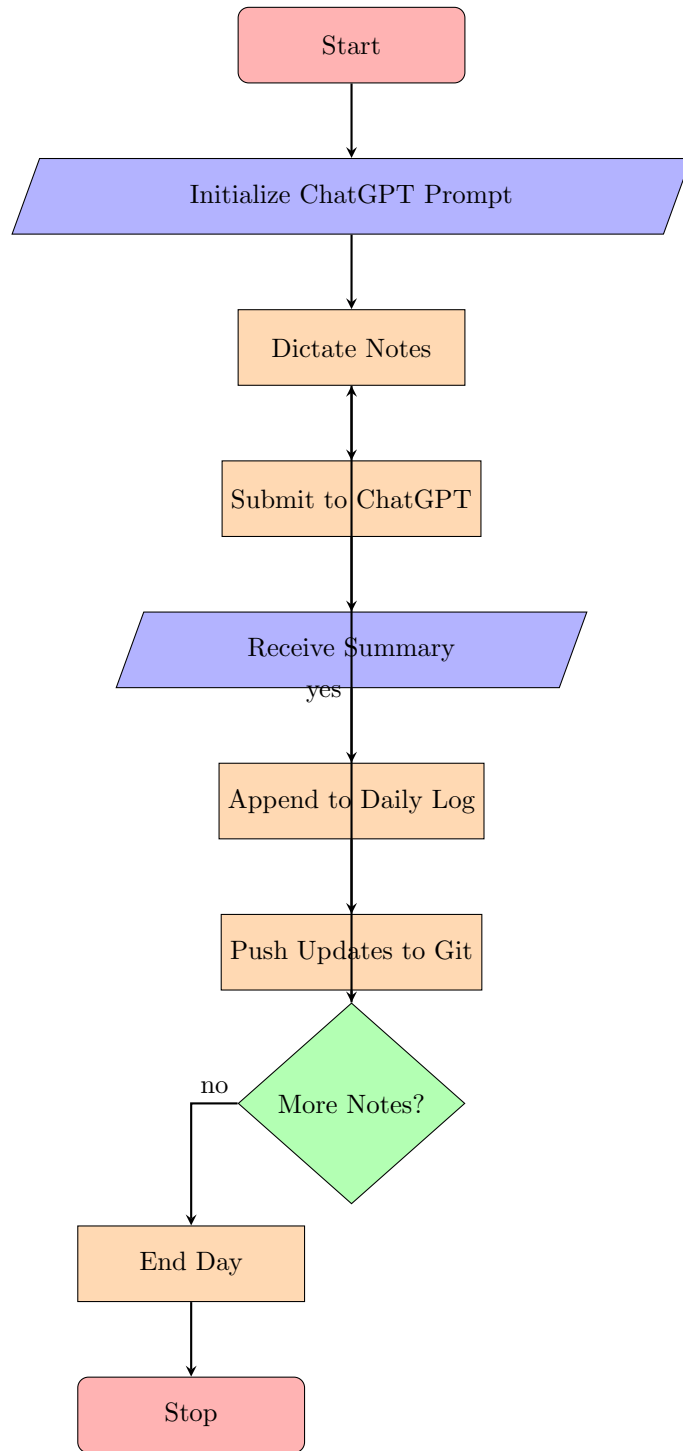 Start
Initialize ChatGPT Prompt
Dictate Notes
Submit to ChatGPT
Receive Summary
yes
Append to Daily Log
Push Updates to Git
More Notes?
no
End Day
Stop